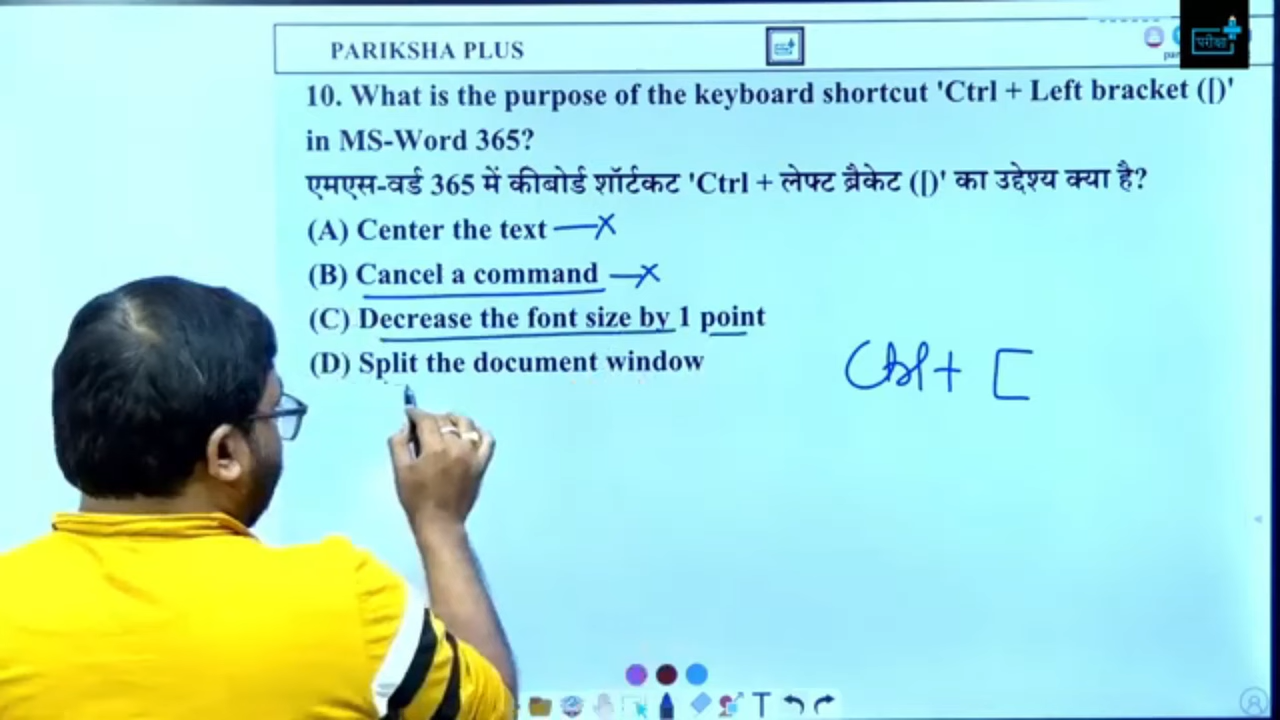 परीक्षा
PARIKSHA PLUS
10. What is the purpose of the keyboard shortcut 'Ctrl + Left bracket ([)'
in MS-Word 365?
एमएस-वर्ड 365 में कीबोर्ड शॉर्टकट 'Ctrl + लेफ्ट ब्रैकेट ([)' का उद्देश्य क्या है?
(A) Center the text
(B) Cancel a command
(C) Decrease the font size by 1 point
(D) Split the document window
Ctrl + [
T